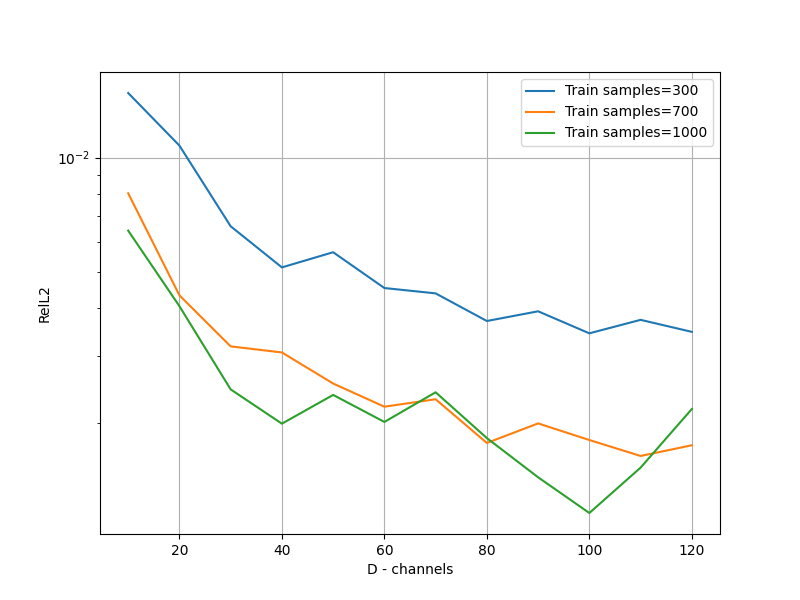 Train samples=300
Train samples=700
Train samples=1000
10⁻²
RelL2
20 40 60 80 100 120
D - channels